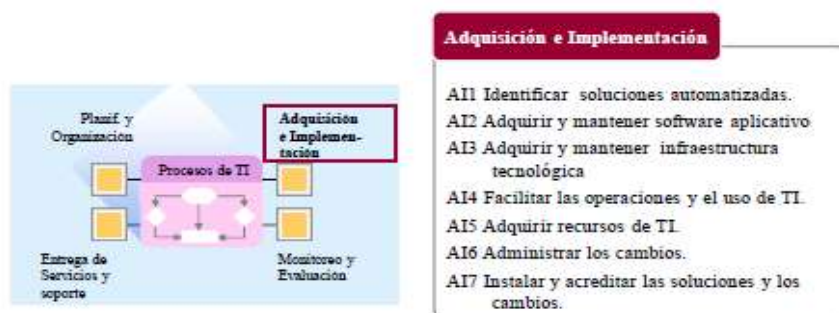 Planif. y
Organización
Adquisición
e Implemen-
tación
Procesos de TI
Entrega de
Servicios y
soporte
Monitoreo y
Evaluación
Adquisición e Implementación
AI1 Identificar soluciones automatizadas.
AI2 Adquirir y mantener software aplicativo
AI3 Adquirir y mantener infraestructura
tecnológica
AI4 Facilitar las operaciones y el uso de TI.
AI5 Adquirir recursos de TI.
AI6 Administrar los cambios.
AI7 Instalar y acreditar las soluciones y los
cambios.